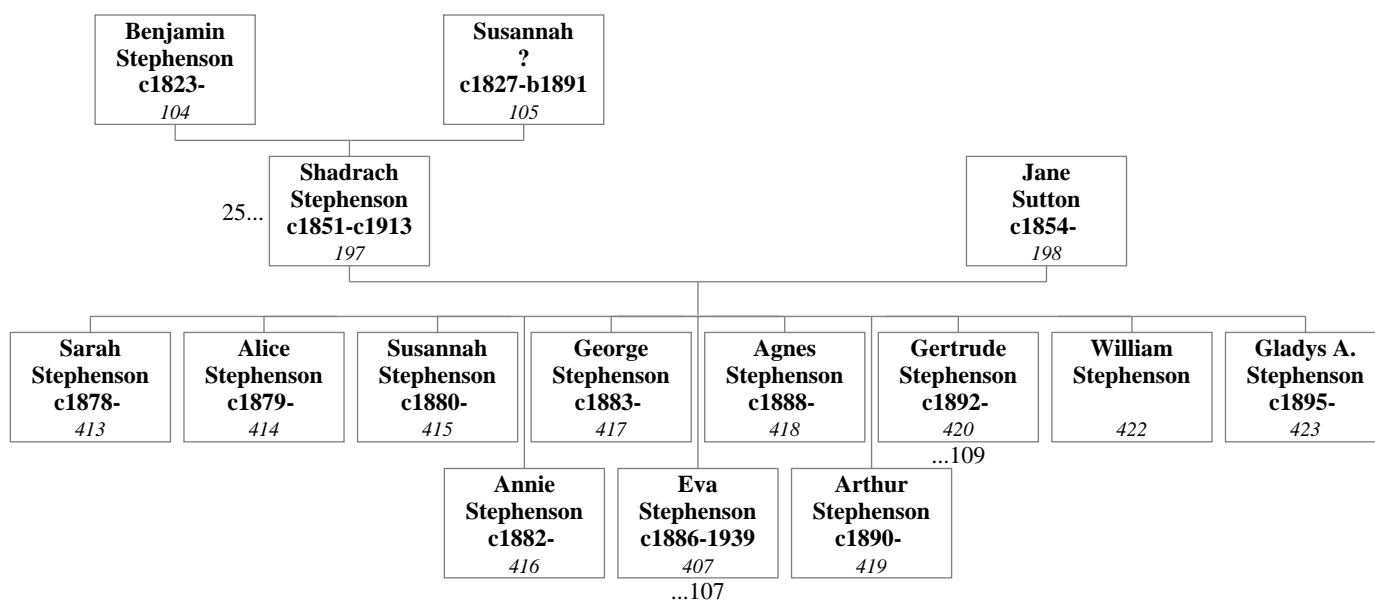 Benjamin
Stephenson
c1823-
104
Susannah
?
c1827-b1891
105
25...
Shadrach
Stephenson
c1851-c1913
197
Jane
Sutton
c1854-
198
Sarah
Stephenson
c1878-
413
Alice
Stephenson
c1879-
414
Susannah
Stephenson
c1880-
415
George
Stephenson
c1883-
417
Agnes
Stephenson
c1888-
418
Gertrude
Stephenson
c1892-
420
...109
William
Stephenson
422
Gladys A.
Stephenson
c1895-
423
Annie
Stephenson
c1882-
416
Eva
Stephenson
c1886-1939
407
...107
Arthur
Stephenson
c1890-
419